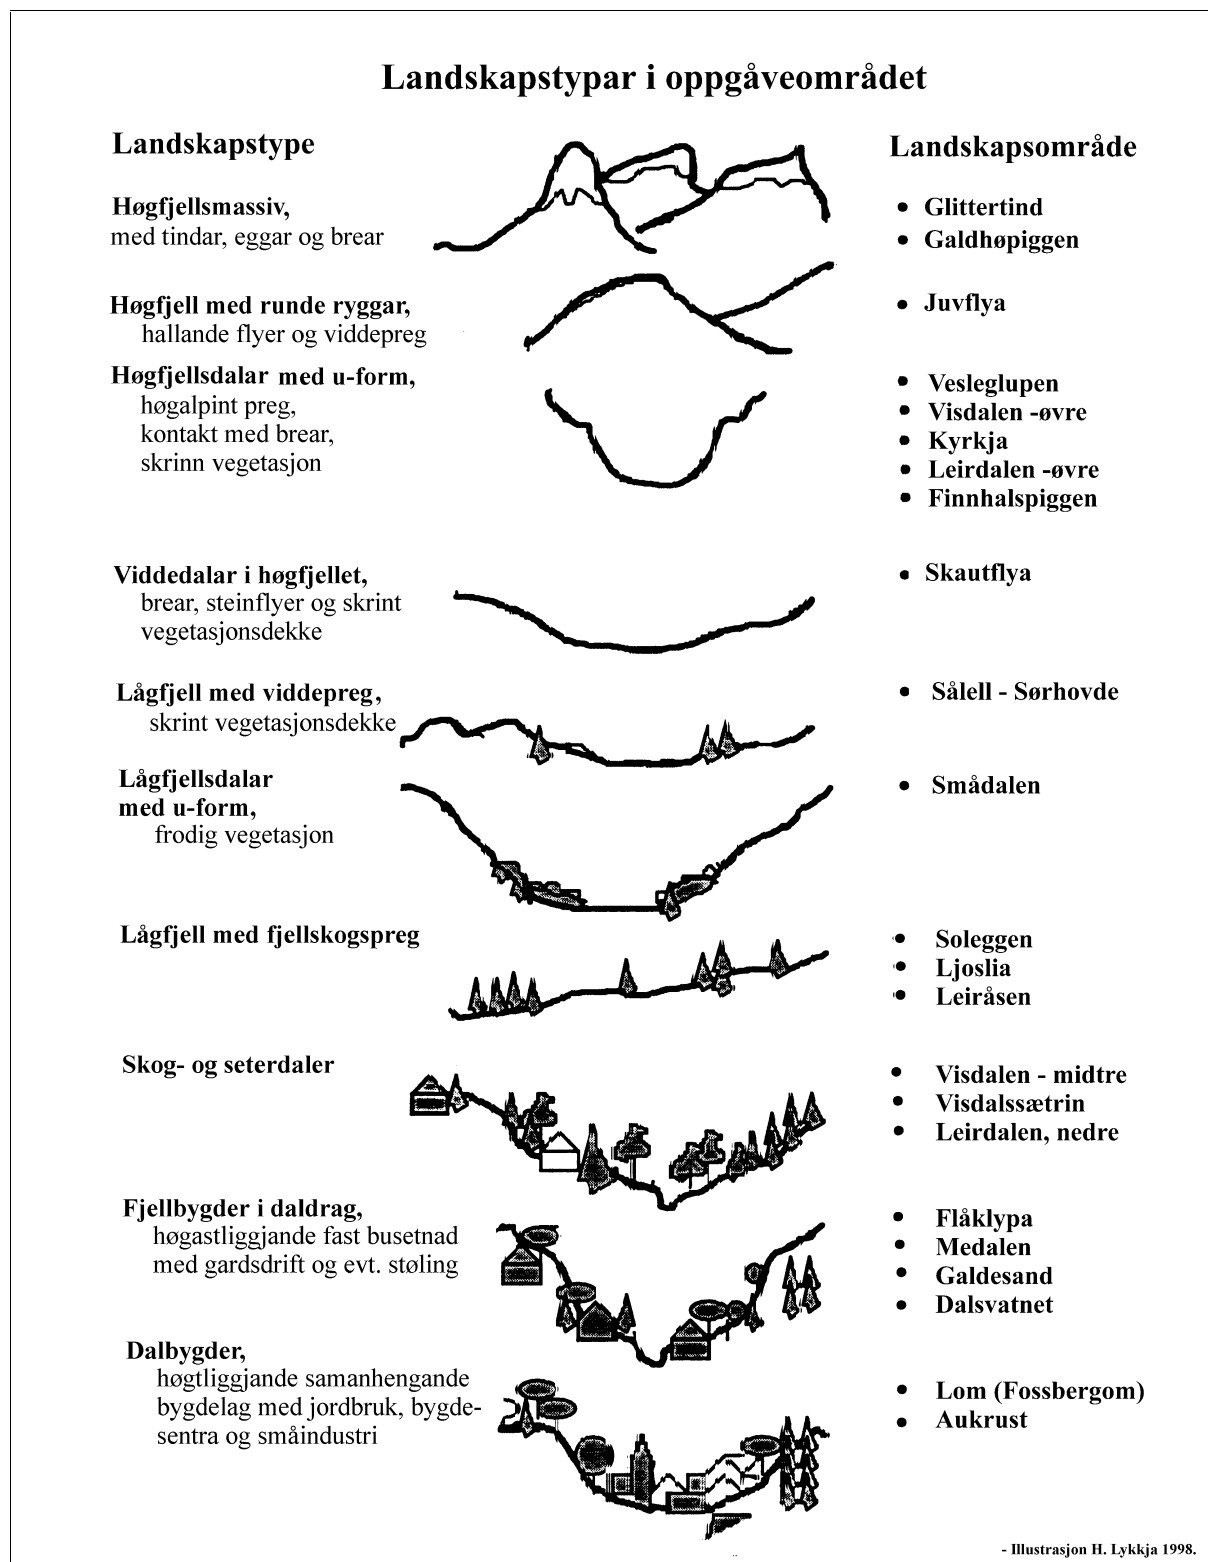 Landskapstypar i oppgåveområdet
Landskapstype
Landskapsområde
Høgfjellsmassiv,
med tindar, eggar og brear
• Glittertind
• Galdhøpiggen
Høgfjell med runde ryggar,
hallande flyer og viddepreg
• Juvflya
Høgfjellsdalar med u-form,
høgalpint preg,
kontakt med brear,
skrinn vegetasjon
• Vesleglupen
• Visdalen -øvre
• Kyrkja
• Leirdalen -øvre
• Finnhalspiggen
Viddedalar i høgfjellet,
brear, steinflyer og skrint
vegetasjonsdekke
• Skautflya
Lågfjell med viddepreg,
skrint vegetasjonsdekke
• Sålell - Sørhovde
Lågfjellsdalar
med u-form,
frodig vegetasjon
• Smådalen
Lågfjell med fjellskogspreg
• Soleggen
• Ljoslia
• Leiråsen
Skog- og seterdaler
• Visdalen - midtre
• Visdalssætrin
• Leirdalen, nedre
Fjellbygder i daldrag,
høgastliggjande fast busetnad
med gardsdrift og evt. støling
• Flåklypa
• Medalen
• Galdesand
• Dalsvatnet
Dalbygder,
høgtliggjande samanhengande
bygdelag med jordbruk, bygde-
sentra og småindustri
• Lom (Fossbergom)
• Aukrust
- Illustrasjon H. Lykkja 1998.